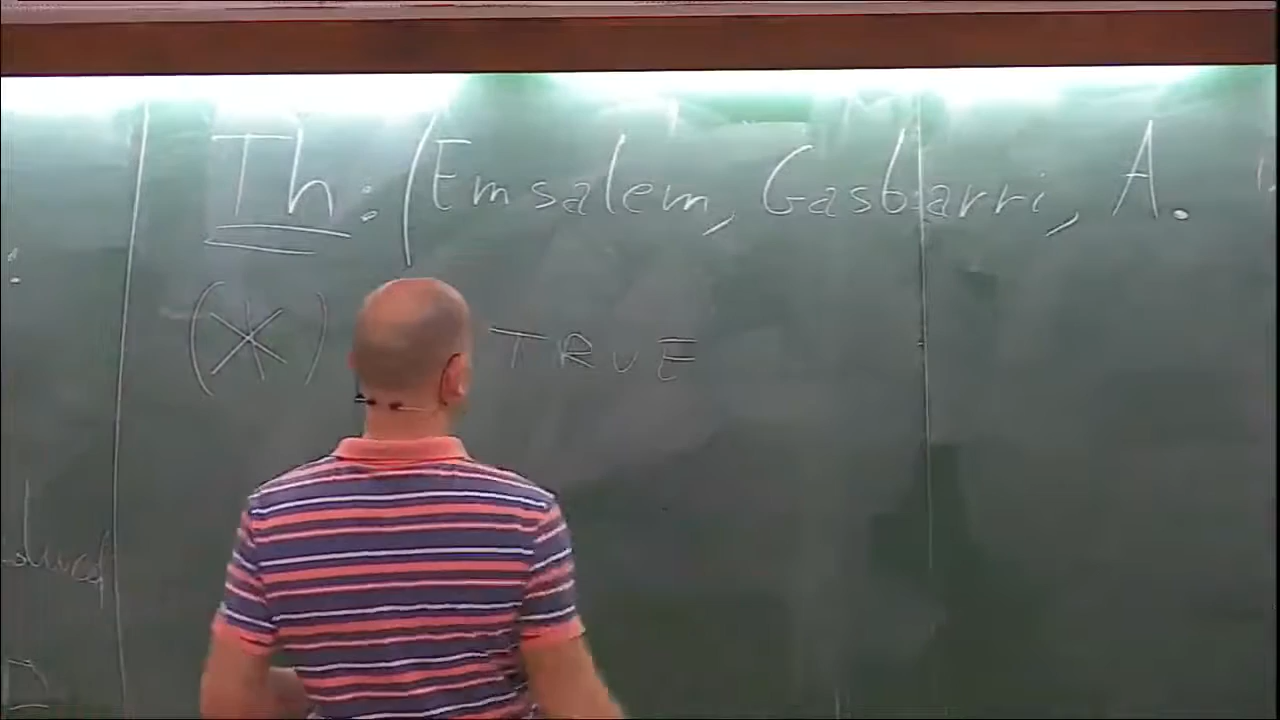 Th: (Emsalem, Gasbarri, A.
(*) TRUE